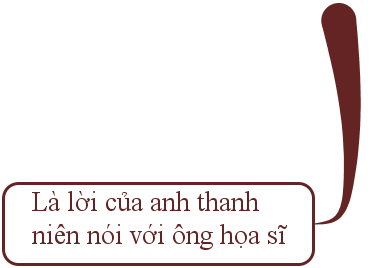 Là lời của anh thanh
niên nói với ông họa sĩ